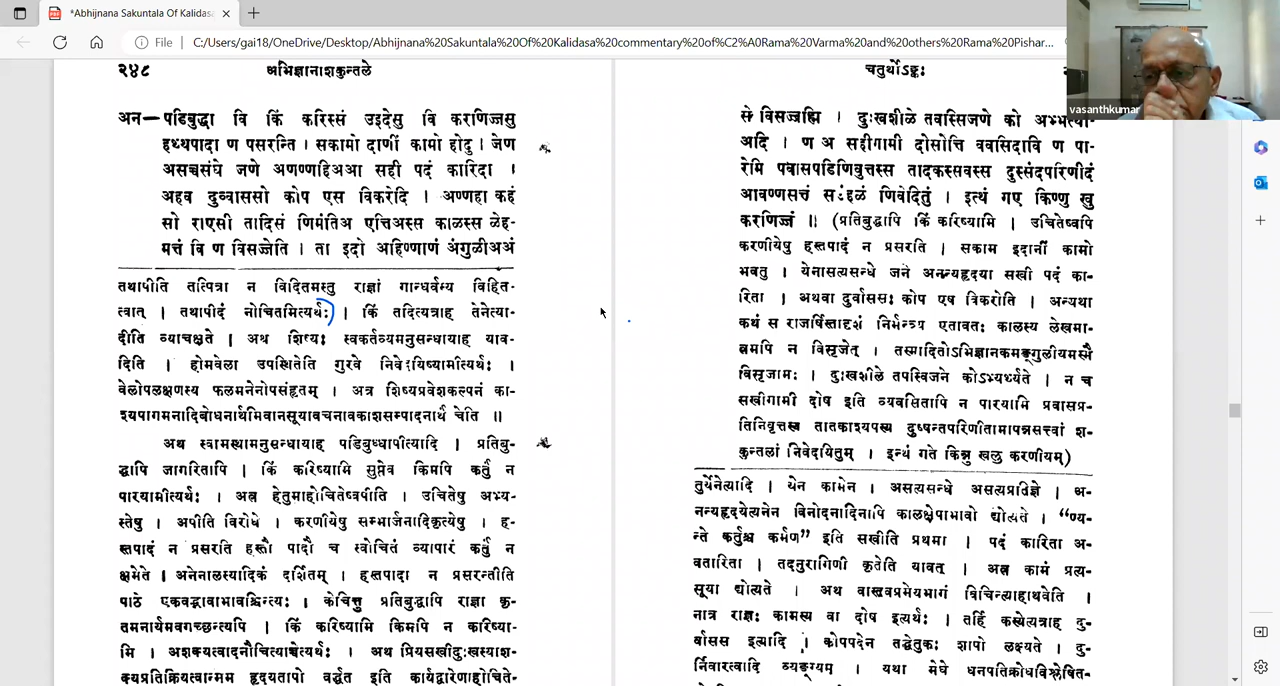 *Abhijnana Sakuntala Of Kalidasa
File
C:/Users/gai18/OneDrive/Desktop/Abhijnana%20Sakuntala%20Of%20Kalidasa%20commentary%20of%C2%A0Rama%20Varma%20and%20others%20Rama%20Pishar...
vasanthkumar
२४८ अभिज्ञानाशकुन्तले
अन— पडिबुद्धा वि किं करिस्सं उइदेसु वि करणिज्जसु
हत्थपादा ण पसरन्ति । सकामो दाणीं कामो होदु । जेण
असच्चसंधे जणे अणण्णहिअआ सही पदं कारिदा ।
अहव दुव्वाससो कोप एस विकरेदि । अण्णहा कहं
सो राएसी तादिसं णिमंतिअ एत्तिअस्स काळस्स ळेह-
मत्तं वि ण विसज्जेति । ता इदो अहिण्णाणं अंगुळीअअं
तथापीति तत्पित्रा न विदितमस्तु राज्ञां गान्धर्वस्य विहित-
त्वात् । तथापीदं नोचितमित्यर्थः । किं तदित्यत्राह तेनेत्या-
दीति व्याचक्षते । अथ शिष्यः स्वकर्तव्यमनुसन्धायाह याव-
दिति । होमवेला उपस्थितेति गुरवे निवेदयिष्यामीत्यर्थः ।
वेलोपलक्षणस्य फलमनेनोपसंहृतम् । अत्र शिष्यप्रवेशकल्पनं का-
श्यपागमनादिबोधनार्थमिवानसूयावचनावकाशसम्पादनार्थं चेति ॥
अथ स्वामस्थामनुसन्धायाह पडिबुध्धापीत्यादि । प्रतिबु-
द्धापि जागरितापि । किं करिष्यामि सुप्तेव किमपि कर्तुं न
पारयामीत्यर्थः । अत्र हेतुमाहोचितेष्वपीति । उचितेषु अभ्य-
स्तेषु । अपीति विरोधे । करणीयेषु सम्भार्जनादिकृत्येषु । ह-
स्तपादं न प्रसरति हस्तौ पादौ च स्वोचितं व्यापारं कर्तुं न
क्षमेते । अनेनालस्यादिकं दर्शितम् । हस्तपादा न प्रसरन्तीति
पाठे एकवद्भावाभावश्चिन्त्यः । केचित्तु प्रतिबुद्धापि राज्ञा कृ-
तमनार्यमवगच्छन्त्यपि । किं करिष्यामि किमपि न करिष्या-
मि । अशक्यत्वादनौचित्याच्चेत्यर्थः । अथ प्रियसखीदुःखस्याश-
क्यप्रतिक्रियत्वान्मम हृदयतापो वर्द्धत इति कार्यद्वारेणाहोचिते-
चतुर्थोऽङ्कः
से विसज्जह्मि । दुःखशीळे तवस्सिजणे को अब्भत्थी-
अदि । ण अ सहीगामी दोसोत्ति ववसिदावि ण पा-
रेमि पवासपडिणिवुत्तस्स तादकस्सवस्स दुस्संदपरिणीदं
आवण्णसत्तं सउंदळं णिवेदितुं । इत्थं गए किण्णु खु
करणिज्जं ॥ (प्रतिबुद्धापि किं करिष्यामि । उचितेष्वपि
करणीयेषु हस्तपादं न प्रसरति । सकाम इदानीं कामो
भवतु । येनासत्यसन्धे जने अनन्यहृदया सखी पदं का-
रिता । अथवा दुर्वाससः कोप एष विकरोति । अन्यथा
कथं स राजर्षिस्तादृशं निर्मन्त्र्य एतावतः कालस्य लेखमा-
त्रमपि न विसृजेत् । तस्मादितोऽभिज्ञानकमङ्गुलीयमस्मै
विसृजामः । दुःखशीले तपस्विजने कोऽभ्यर्थ्यते । न च
सखीगामी दोष इति व्यवसितापि न पारयामि प्रवासप्र-
तिनिवृत्तस्य तातकाश्यपस्य दुष्षन्तपरिणीतामापन्नसत्त्वां श-
कुन्तलां निवेदयितुम् । इत्थं गते किन्नु खलु करणीयम्)
तुर्थेनेत्यादि । येन कामेन । असत्यसन्धे असत्यप्रतिज्ञे । अ-
नन्यहृदयेत्यनेन विनोदनादिनापि कालक्षेपाभावो द्योत्यते । “ण्य-
न्ते कर्तुश्च कर्मण” इति सखीति प्रथमा । पदं कारिता अ-
वतारिता । तदनुरागिणी कृतेति यावत् । अत्र कामं प्रत्य-
सूया द्योत्यते । अथ वास्तवप्रमेयभागं विचिन्त्याहाथवेति ।
नात्र राज्ञः कामस्य वा दोष इत्यर्थः । तर्हि कस्येत्यत्राह दु-
र्वासस इत्यादि । कोपपदेन तद्धेतुकः शापो लक्ष्यते । दु-
र्निवारत्वादि व्यङ्ग्यम् । यथा मेघे धनपतिक्रोधविश्लेषित-